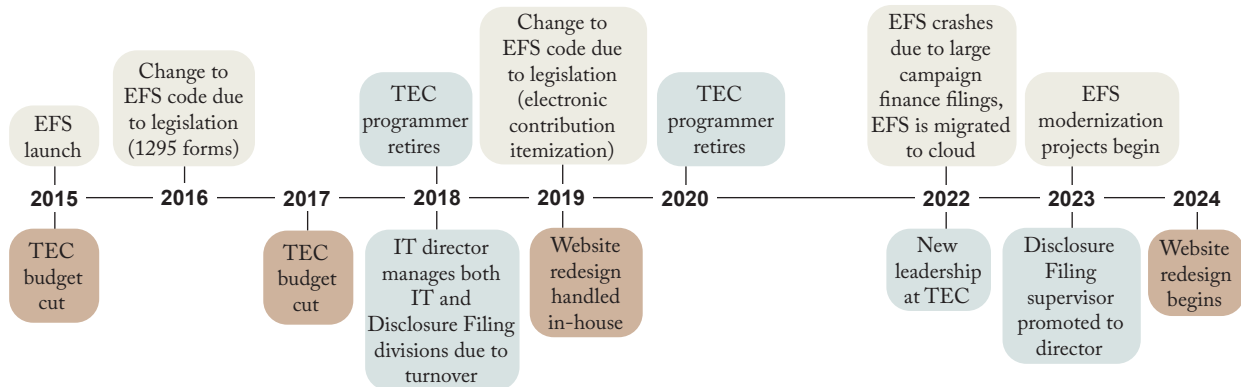 EFS
launch
Change to
EFS code due
to legislation
(1295 forms)
TEC
programmer
retires
Change to
EFS code due
to legislation
(electronic
contribution
itemization)
TEC
programmer
retires
EFS crashes
due to large
campaign
finance filings,
EFS is migrated
to cloud
EFS
modernization
projects begin
2015
2016
2017
2018
2019
2020
2022
2023
2024
TEC
budget
cut
TEC
budget
cut
IT director
manages both
IT and
Disclosure Filing
divisions due to
turnover
Website
redesign
handled
in-house
New
leadership
at TEC
Disclosure
Filing
supervisor
promoted to
director
Website
redesign
begins